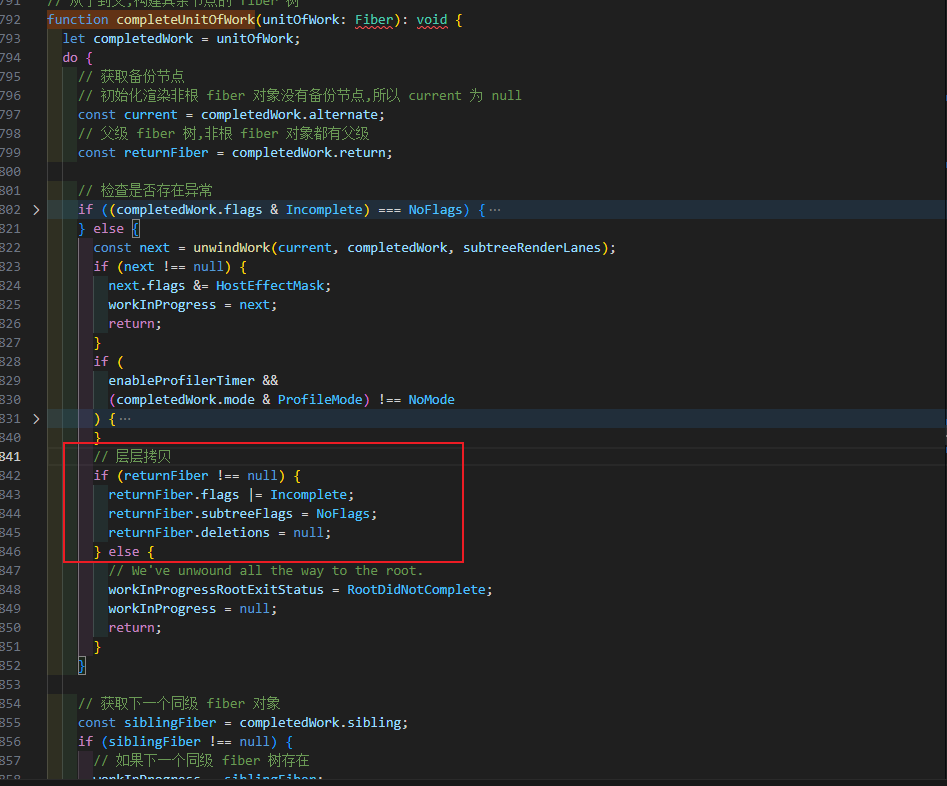 791 // 从子到父,构建其余节点的 fiber 树
792 function completeUnitOfWork(unitOfWork: Fiber): void {
793 let completedWork = unitOfWork;
794 do {
795 // 获取备份节点
796 // 初始化渲染非根 fiber 对象没有备份节点,所以 current 为 null
797 const current = completedWork.alternate;
798 // 父级 fiber 树,非根 fiber 对象都有父级
799 const returnFiber = completedWork.return;
800
801 // 检查是否存在异常
802 if ((completedWork.flags & Incomplete) === NoFlags) {…
821 } else {
822 const next = unwindWork(current, completedWork, subtreeRenderLanes);
823 if (next !== null) {
824 next.flags &= HostEffectMask;
825 workInProgress = next;
826 return;
827 }
828 if (
829 enableProfilerTimer &&
830 (completedWork.mode & ProfileMode) !== NoMode
831 ) {…
840 }
841 // 层层拷贝
842 if (returnFiber !== null) {
843 returnFiber.flags |= Incomplete;
844 returnFiber.subtreeFlags = NoFlags;
845 returnFiber.deletions = null;
846 } else {
847 // We've unwound all the way to the root.
848 workInProgressRootExitStatus = RootDidNotComplete;
849 workInProgress = null;
850 return;
851 }
852 }
853
854 // 获取下一个同级 fiber 对象
855 const siblingFiber = completedWork.sibling;
856 if (siblingFiber !== null) {
857 // 如果下一个同级 fiber 树存在
858 workInProgress = siblingFiber;